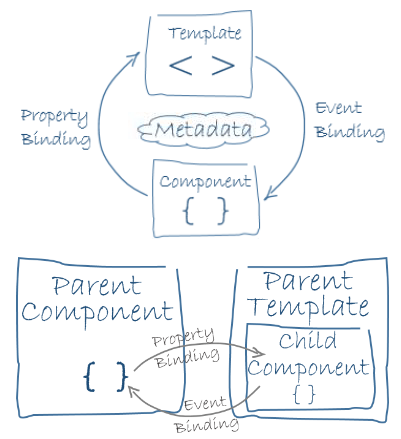 Template
< >
Property
Binding
Event
Binding
Metadata
Component
{ }
Parent
Component
{ }
Parent
Template
Property
Binding
Child
Component
{ }
Event
Binding